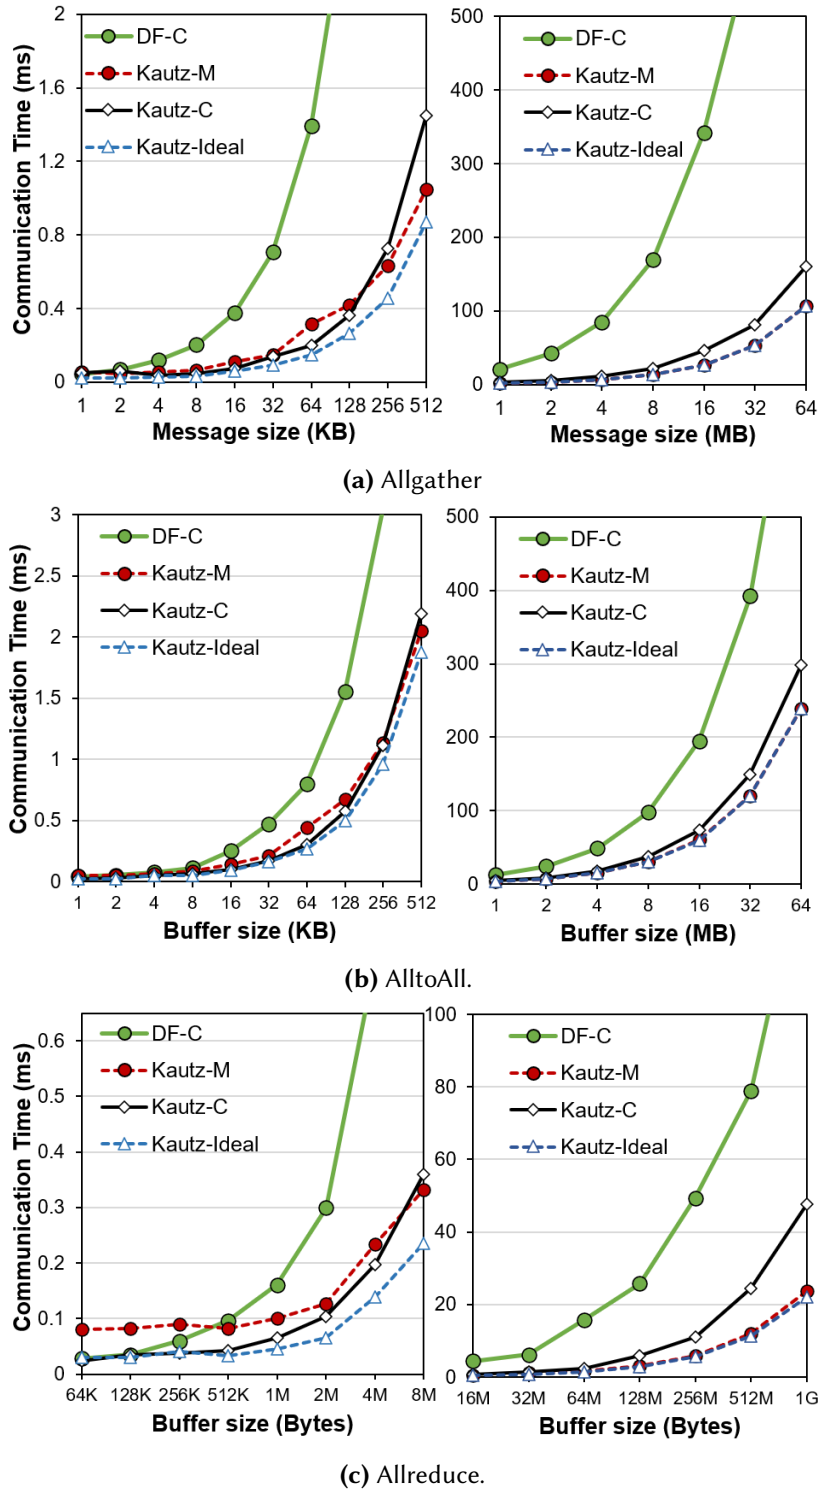 2
1.6
1.2
0.8
0.4
0
Communication Time (ms)
DF-C
Kautz-M
Kautz-C
Kautz-Ideal
1 2 4 8 16 32 64 128 256 512
Message size (KB)
500
400
300
200
100
0
DF-C
Kautz-M
Kautz-C
Kautz-Ideal
1 2 4 8 16 32 64
Message size (MB)
(a) Allgather
3
2.5
2
1.5
1
0.5
0
Communication Time (ms)
DF-C
Kautz-M
Kautz-C
Kautz-Ideal
1 2 4 8 16 32 64 128 256 512
Buffer size (KB)
500
400
300
200
100
0
DF-C
Kautz-M
Kautz-C
Kautz-Ideal
1 2 4 8 16 32 64
Buffer size (MB)
(b) AlltoAll.
0.6
0.5
0.4
0.3
0.2
0.1
0
Communication Time (ms)
DF-C
Kautz-M
Kautz-C
Kautz-Ideal
64K 128K 256K 512K 1M 2M 4M 8M
Buffer size (Bytes)
100
80
60
40
20
0
DF-C
Kautz-M
Kautz-C
Kautz-Ideal
16M 32M 64M 128M 256M 512M 1G
Buffer size (Bytes)
(c) Allreduce.